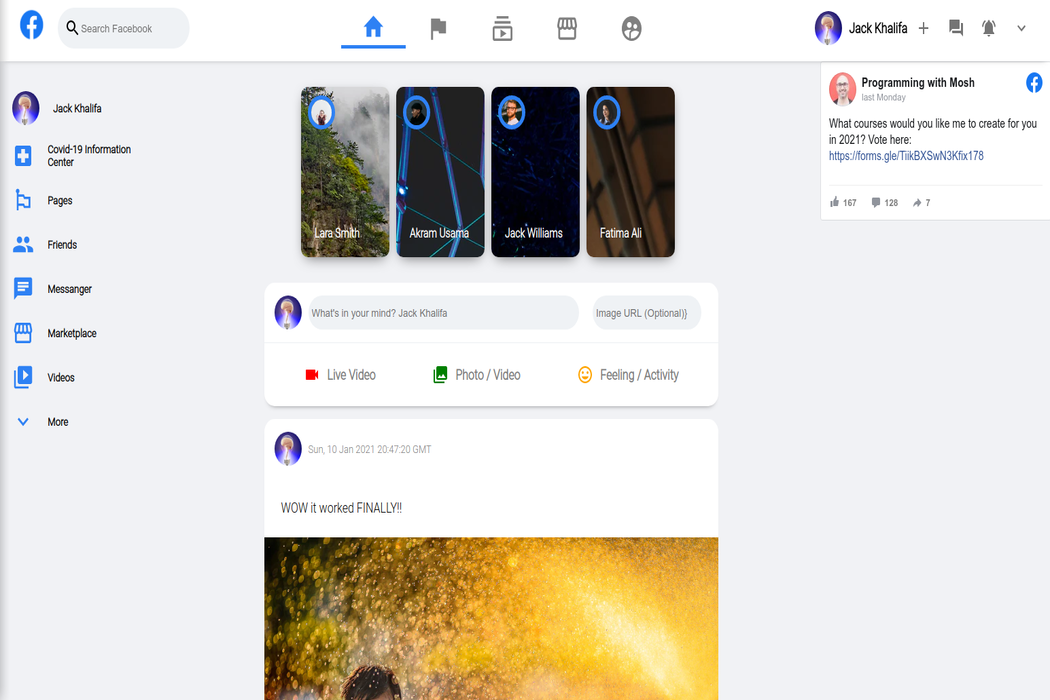 Search Facebook
Jack Khalifa
Jack Khalifa
Covid-19 Information
Center
Pages
Friends
Messanger
Marketplace
Videos
More
Lara Smith
Akram Usama
Jack Williams
Fatima Ali
What's in your mind? Jack Khalifa
Image URL (Optional)}
Live Video
Photo / Video
Feeling / Activity
Sun, 10 Jan 2021 20:47:20 GMT
WOW it worked FINALLY!!
Programming with Mosh
last Monday
What courses would you like me to create for you
in 2021? Vote here:
https://forms.gle/TiikBXSwN3Kfix178
167 128 7